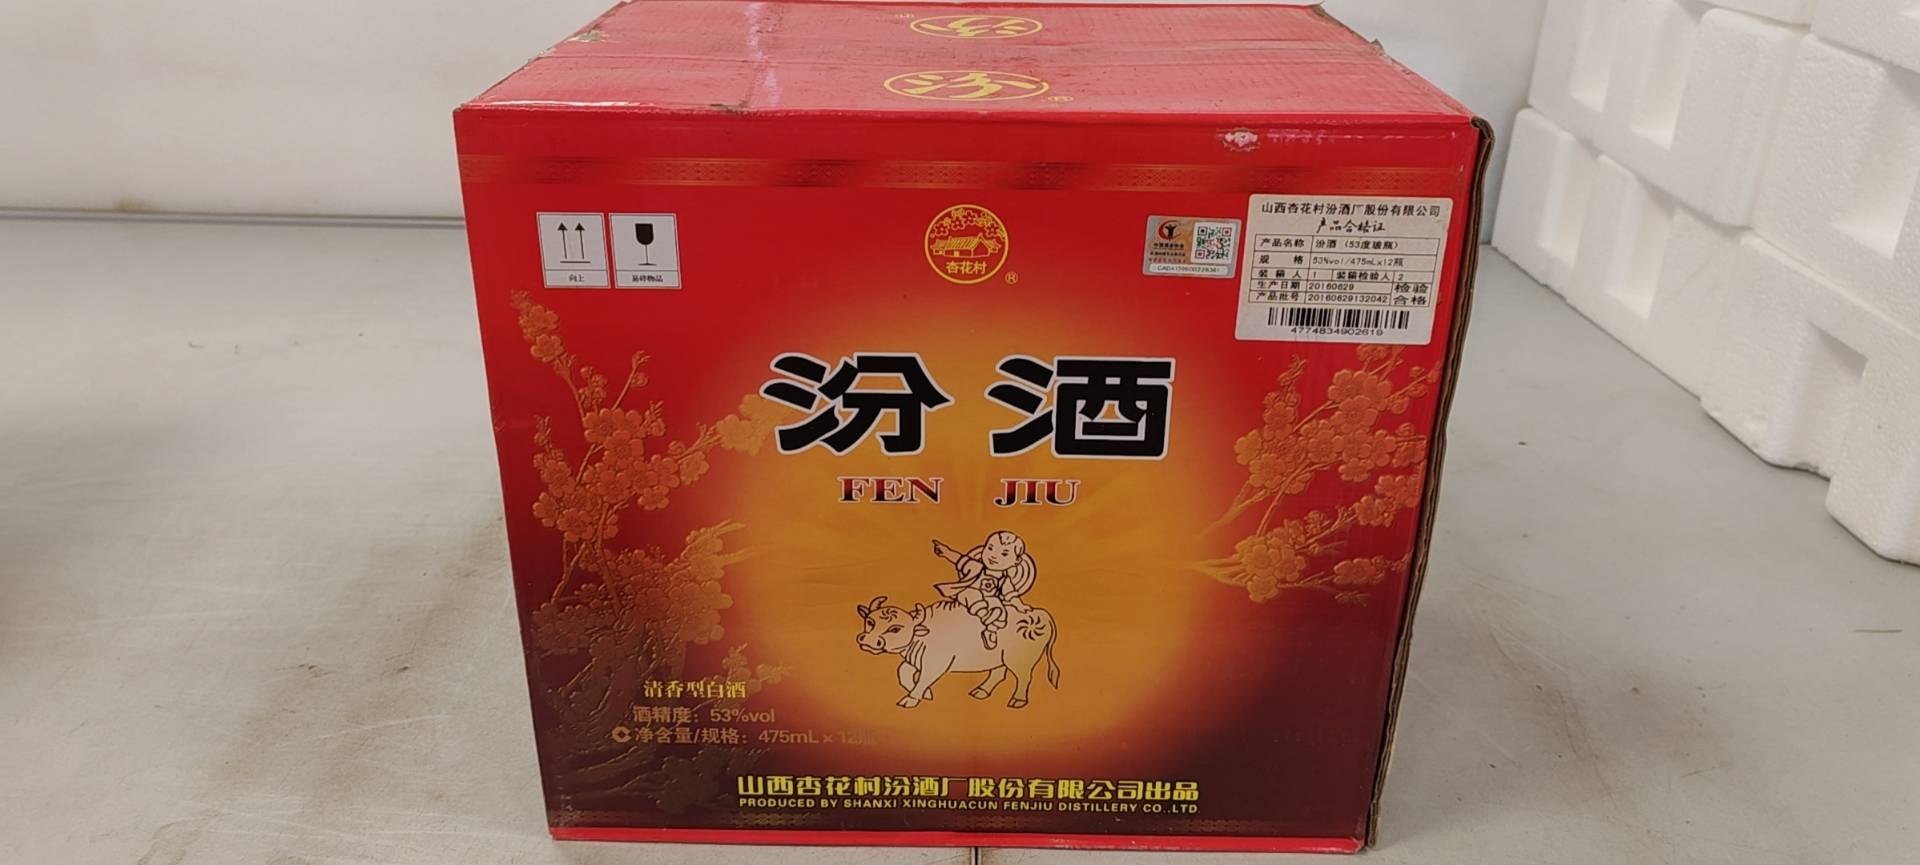 汾
汾
向上
易碎物品
杏花村
®
山西杏花村汾酒厂股份有限公司
产品合格证
产品名称 汾酒 (53度玻瓶)
规 格 53%vol/475mL×12瓶
装箱人 1 装箱检验人 2
生产日期 20160629 检验
产品批号 20160629132042 合格
4774834902619
汾酒
FEN JIU
清香型白酒
酒精度：53%vol
净含量/规格：475mL×12瓶
山西杏花村汾酒厂股份有限公司出品
PRODUCED BY SHANXI XINGHUACUN FENJIU DISTILLERY CO.,LTD.